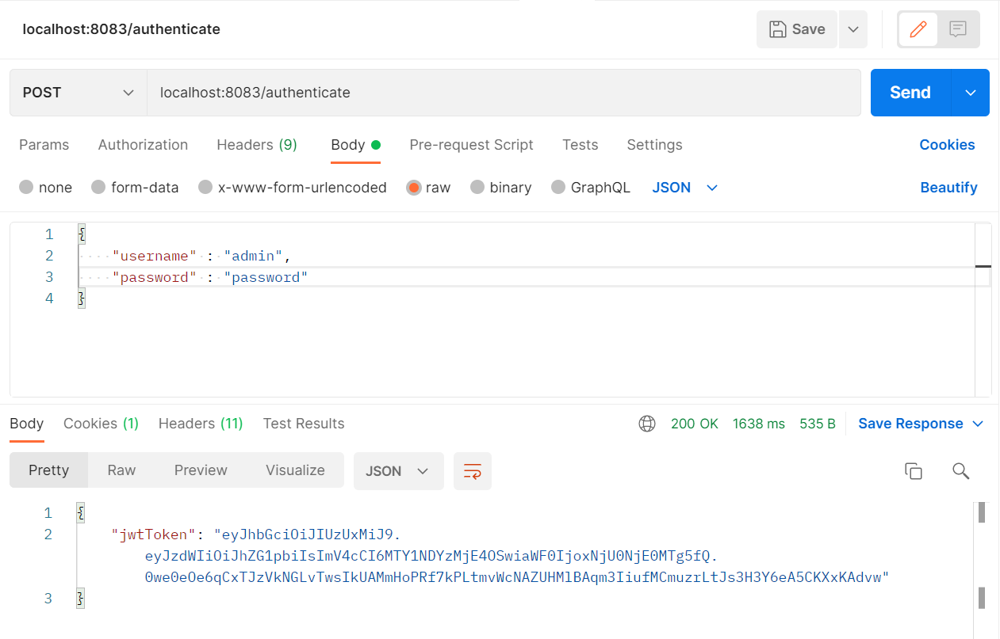 localhost:8083/authenticate
Save
POST
localhost:8083/authenticate
Send
Params Authorization Headers (9) Body Pre-request Script Tests Settings Cookies
none form-data x-www-form-urlencoded raw binary GraphQL JSON Beautify
1 {
2 "username" : "admin",
3 "password" : "password"
4 }
Body Cookies (1) Headers (11) Test Results 200 OK 1638 ms 535 B Save Response
Pretty Raw Preview Visualize JSON
1 {
2 "jwtToken": "eyJhbGciOiJIUzUxMiJ9.
eyJzdWIiOiJhZG1pbiIsImV4cCI6MTY1NDYzMjE4OSwiaWF0IjoxNjU0NjE0MTg5fQ.
0we0eOe6qCxTJzVkNGLvTwsIkUAMmHoPRf7kPLtmvWcNAZUHMlBAqm3IiufMCmuzrLtJs3H3Y6eA5CKXxKAdvw"
3 }